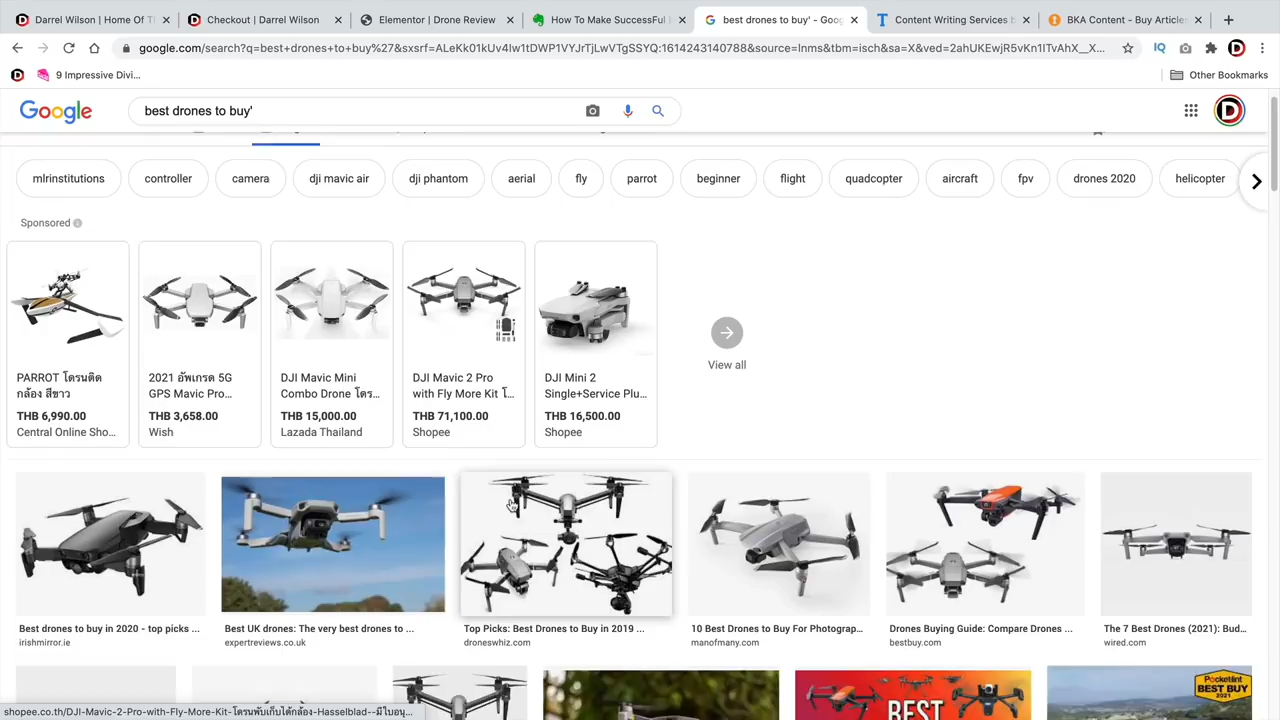 Darrel Wilson | Home Of T
Checkout | Darrel Wilson
Elementor | Drone Review
How To Make SuccessFul
best drones to buy' - Goog
Content Writing Services b
BKA Content - Buy Articles
google.com/search?q=best+drones+to+buy%27&sxsrf=ALeKk01kUv4Iw1tDWP1VYJrTjLwVTgSSYQ:1614243140788&source=lnms&tbm=isch&sa=X&ved=2ahUKEwjR5vKn1ITvAhX__X...
9 Impressive Divi...
Other Bookmarks
Google
best drones to buy'
mlrinstitutions
controller
camera
dji mavic air
dji phantom
aerial
fly
parrot
beginner
flight
quadcopter
aircraft
fpv
drones 2020
helicopter
Sponsored
PARROT โดรนติด
กล้อง สีขาว
THB 6,990.00
Central Online Sho...
2021 อัพเกรด 5G
GPS Mavic Pro...
THB 3,658.00
Wish
DJI Mavic Mini
Combo Drone โดร...
THB 15,000.00
Lazada Thailand
DJI Mavic 2 Pro
with Fly More Kit โ...
THB 71,100.00
Shopee
DJI Mini 2
Single+Service Plu...
THB 16,500.00
Shopee
View all
Best drones to buy in 2020 - top picks ...
irishmirror.ie
Best UK drones: The very best drones to ...
expertreviews.co.uk
Top Picks: Best Drones to Buy in 2019 ...
droneswhiz.com
10 Best Drones to Buy For Photograp...
manofmany.com
Drones Buying Guide: Compare Drones ...
bestbuy.com
The 7 Best Drones (2021): Bud...
wired.com
BEST
Pocketlint
BEST BUY
2021
shopee.co.th/DJI-Mavic-2-Pro-with-Fly-More-Kit-โดรนพับเก็บได้กล้อง-Hasselblad--มีใบอนุ...